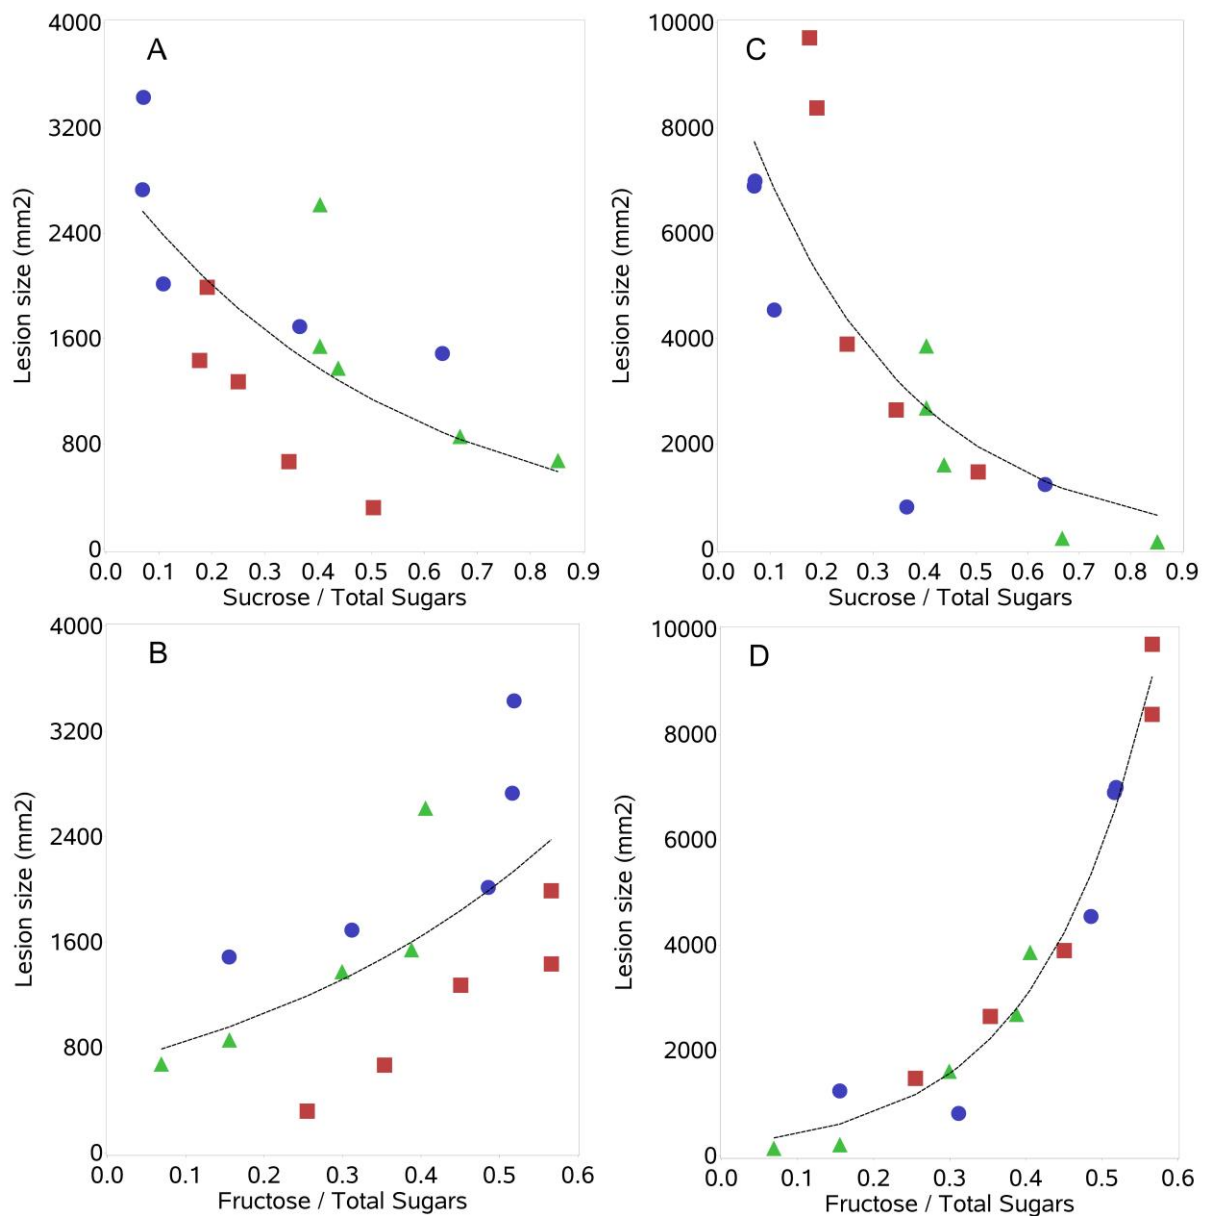 A
4000
3200
2400
1600
800
0
Lesion size (mm2)
0.0 0.1 0.2 0.3 0.4 0.5 0.6 0.7 0.8 0.9
Sucrose / Total Sugars
C
10000
8000
6000
4000
2000
0
Lesion size (mm2)
0.0 0.1 0.2 0.3 0.4 0.5 0.6 0.7 0.8 0.9
Sucrose / Total Sugars
B
4000
3200
2400
1600
800
0
Lesion size (mm2)
0.0 0.1 0.2 0.3 0.4 0.5 0.6
Fructose / Total Sugars
D
10000
8000
6000
4000
2000
0
Lesion size (mm2)
0.0 0.1 0.2 0.3 0.4 0.5 0.6
Fructose / Total Sugars